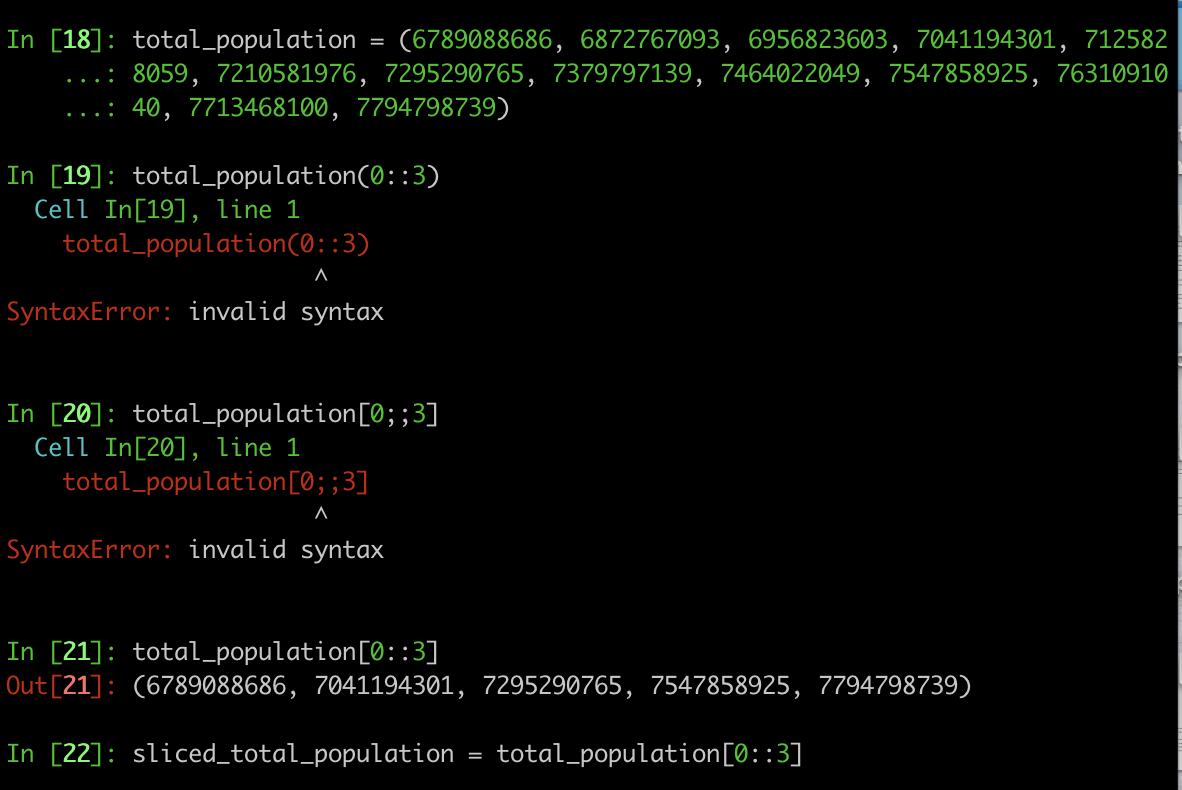 In [18]: total_population = (6789088686, 6872767093, 6956823603, 7041194301, 712582
...: 8059, 7210581976, 7295290765, 7379797139, 7464022049, 7547858925, 76310910
...: 40, 7713468100, 7794798739)
In [19]: total_population(0::3)
Cell In[19], line 1
total_population(0::3)
^
SyntaxError: invalid syntax
In [20]: total_population[0;;3]
Cell In[20], line 1
total_population[0;;3]
^
SyntaxError: invalid syntax
In [21]: total_population[0::3]
Out[21]: (6789088686, 7041194301, 7295290765, 7547858925, 7794798739)
In [22]: sliced_total_population = total_population[0::3]